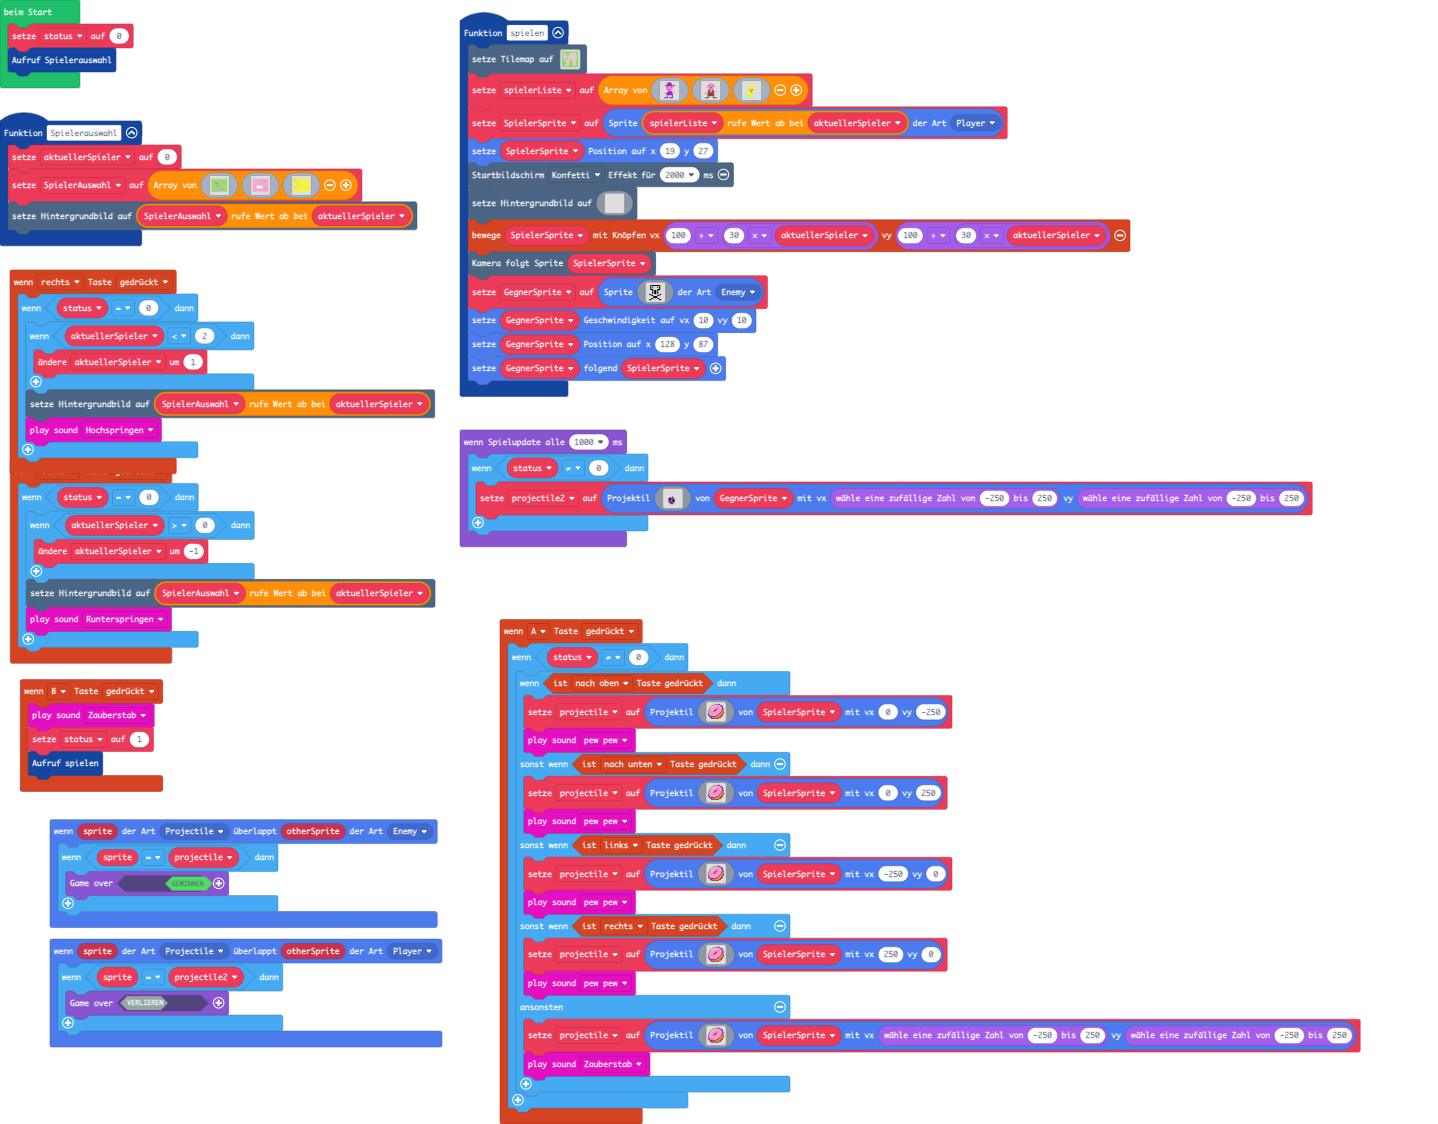 beim Start
setze status auf 0
Aufruf Spielerauswahl
Funktion Spielerauswahl
setze aktuellerSpieler auf 0
setze SpielerAuswahl auf Array von
setze Hintergrundbild auf SpielerAuswahl rufe Wert ab bei aktuellerSpieler
wenn rechts Taste gedrückt
wenn status = 0 dann
wenn aktuellerSpieler < 2 dann
ändere aktuellerSpieler um 1
setze Hintergrundbild auf SpielerAuswahl rufe Wert ab bei aktuellerSpieler
play sound Hochspringen
wenn status = 0 dann
wenn aktuellerSpieler > 0 dann
ändere aktuellerSpieler um -1
setze Hintergrundbild auf SpielerAuswahl rufe Wert ab bei aktuellerSpieler
play sound Runterspringen
wenn B Taste gedrückt
play sound Zauberstab
setze status auf 1
Aufruf spielen
wenn sprite der Art Projectile überlappt otherSprite der Art Enemy
wenn sprite = projectile dann
Game over GEWINNEN
wenn sprite der Art Projectile überlappt otherSprite der Art Player
wenn sprite = projectile2 dann
Game over VERLIEREN
Funktion spielen
setze Tilemap auf
setze spielerListe auf Array von
setze SpielerSprite auf Sprite spielerListe rufe Wert ab bei aktuellerSpieler der Art Player
setze SpielerSprite Position auf x 19 y 27
Startbildschirm Konfetti Effekt für 2000 ms
setze Hintergrundbild auf
bewege SpielerSprite mit Knöpfen vx 100 + 30 × aktuellerSpieler vy 100 + 30 × aktuellerSpieler
Kamera folgt Sprite SpielerSprite
setze GegnerSprite auf Sprite der Art Enemy
setze GegnerSprite Geschwindigkeit auf vx 10 vy 10
setze GegnerSprite Position auf x 128 y 87
setze GegnerSprite folgend SpielerSprite
wenn Spielupdate alle 1000 ms
wenn status ≠ 0 dann
setze projectile2 auf Projektil von GegnerSprite mit vx wähle eine zufällige Zahl von -250 bis 250 vy wähle eine zufällige Zahl von -250 bis 250
wenn A Taste gedrückt
wenn status ≠ 0 dann
wenn ist nach oben Taste gedrückt dann
setze projectile auf Projektil von SpielerSprite mit vx 0 vy -250
play sound pew pew
sonst wenn ist nach unten Taste gedrückt dann
setze projectile auf Projektil von SpielerSprite mit vx 0 vy 250
play sound pew pew
sonst wenn ist links Taste gedrückt dann
setze projectile auf Projektil von SpielerSprite mit vx -250 vy 0
play sound pew pew
sonst wenn ist rechts Taste gedrückt dann
setze projectile auf Projektil von SpielerSprite mit vx 250 vy 0
play sound pew pew
ansonsten
setze projectile auf Projektil von SpielerSprite mit vx wähle eine zufällige Zahl von -250 bis 250 vy wähle eine zufällige Zahl von -250 bis 250
play sound Zauberstab